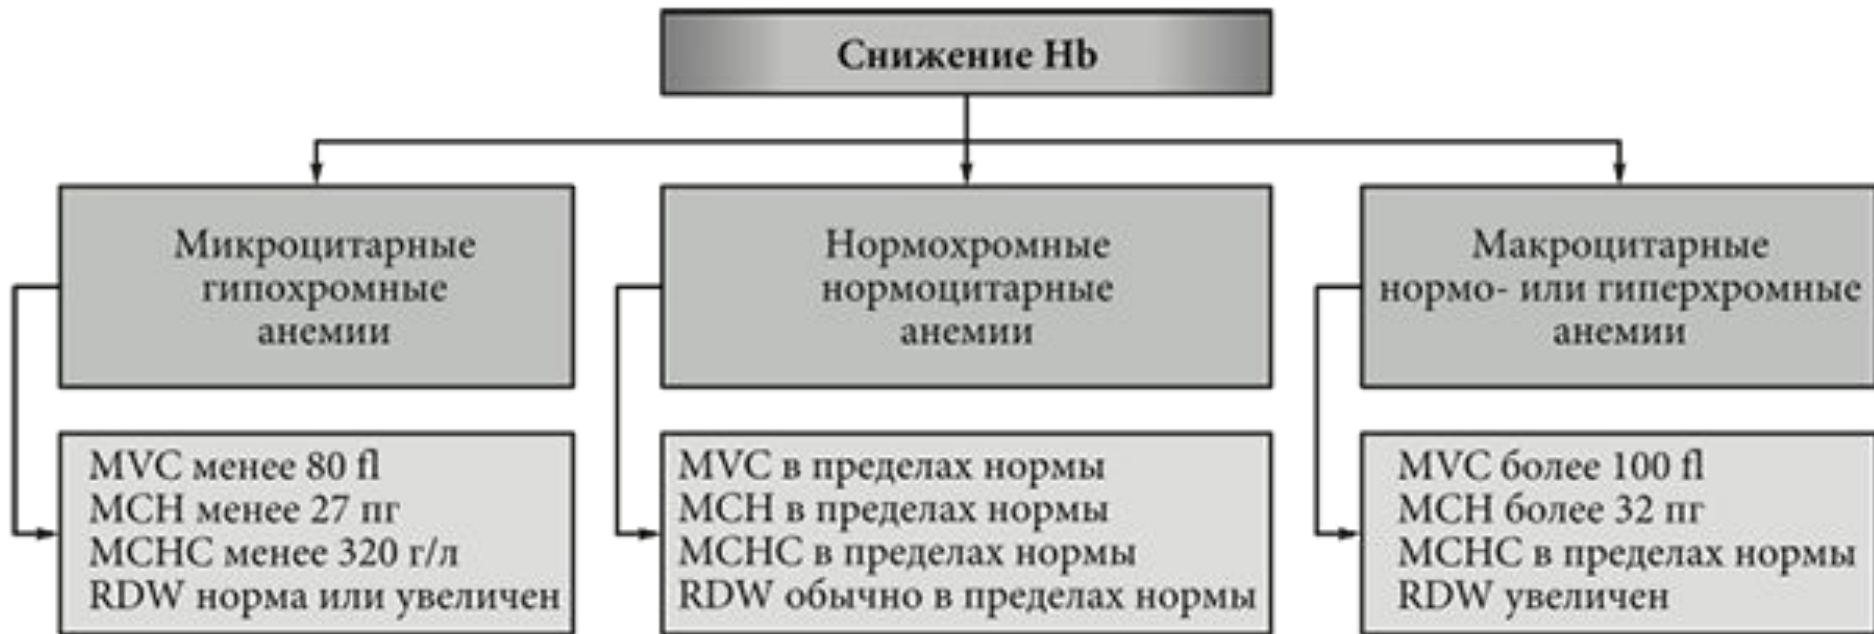 Снижение Hb
Микроцитарные
гипохромные
анемии
Нормохромные
нормоцитарные
анемии
Макроцитарные
нормо- или гиперхромные
анемии
MVC менее 80 fl
MCH менее 27 пг
MCHC менее 320 г/л
RDW норма или увеличен
MVC в пределах нормы
MCH в пределах нормы
MCHC в пределах нормы
RDW обычно в пределах нормы
MVC более 100 fl
MCH более 32 пг
MCHC в пределах нормы
RDW увеличен